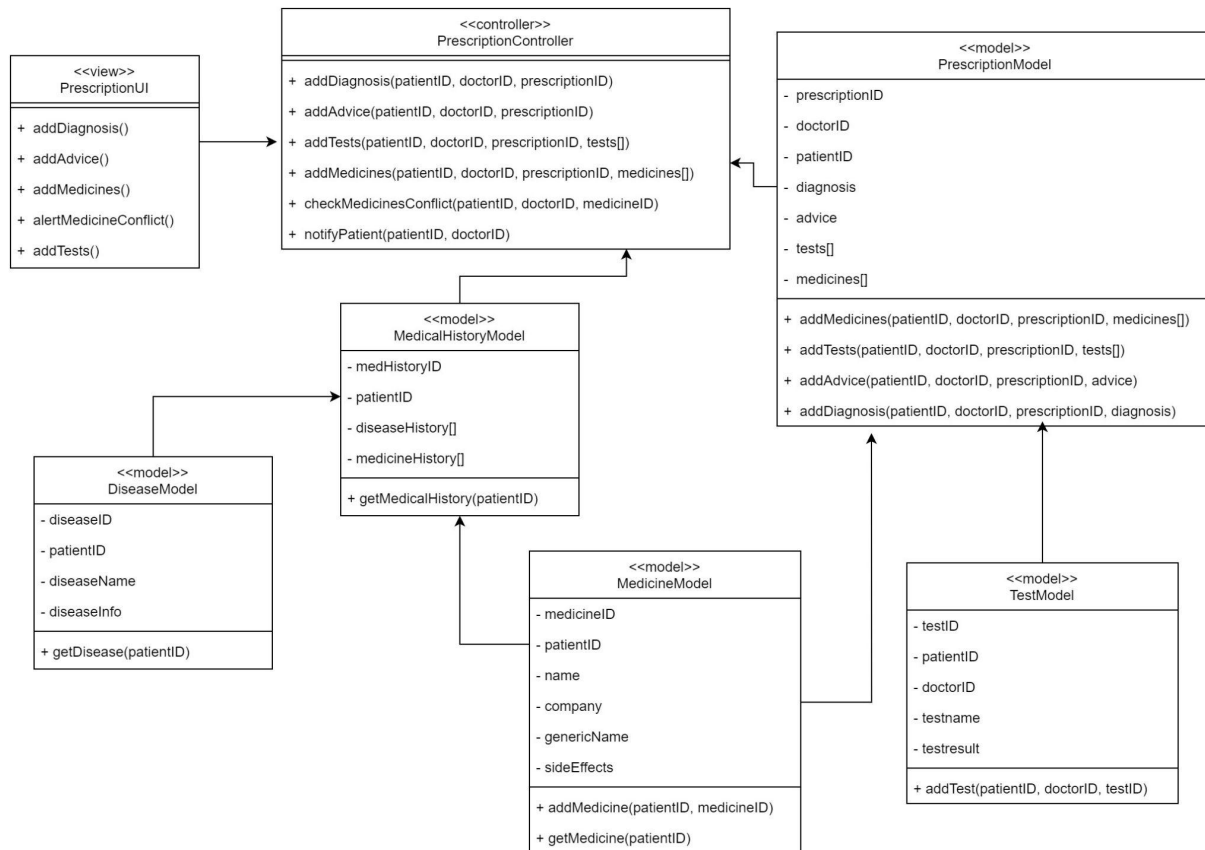 <<view>>
PrescriptionUI
+ addDiagnosis()
+ addAdvice()
+ addMedicines()
+ alertMedicineConflict()
+ addTests()
<<controller>>
PrescriptionController
+ addDiagnosis(patientID, doctorID, prescriptionID)
+ addAdvice(patientID, doctorID, prescriptionID)
+ addTests(patientID, doctorID, prescriptionID, tests[])
+ addMedicines(patientID, doctorID, prescriptionID, medicines[])
+ checkMedicinesConflict(patientID, doctorID, medicineID)
+ notifyPatient(patientID, doctorID)
<<model>>
PrescriptionModel
- prescriptionID
- doctorID
- patientID
- diagnosis
- advice
- tests[]
- medicines[]
+ addMedicines(patientID, doctorID, prescriptionID, medicines[])
+ addTests(patientID, doctorID, prescriptionID, tests[])
+ addAdvice(patientID, doctorID, prescriptionID, advice)
+ addDiagnosis(patientID, doctorID, prescriptionID, diagnosis)
<<model>>
MedicalHistoryModel
- medHistoryID
- patientID
- diseaseHistory[]
- medicineHistory[]
+ getMedicalHistory(patientID)
<<model>>
DiseaseModel
- diseaseID
- patientID
- diseaseName
- diseaseInfo
+ getDisease(patientID)
<<model>>
MedicineModel
- medicineID
- patientID
- name
- company
- genericName
- sideEffects
+ addMedicine(patientID, medicineID)
+ getMedicine(patientID)
<<model>>
TestModel
- testID
- patientID
- doctorID
- testname
- testresult
+ addTest(patientID, doctorID, testID)